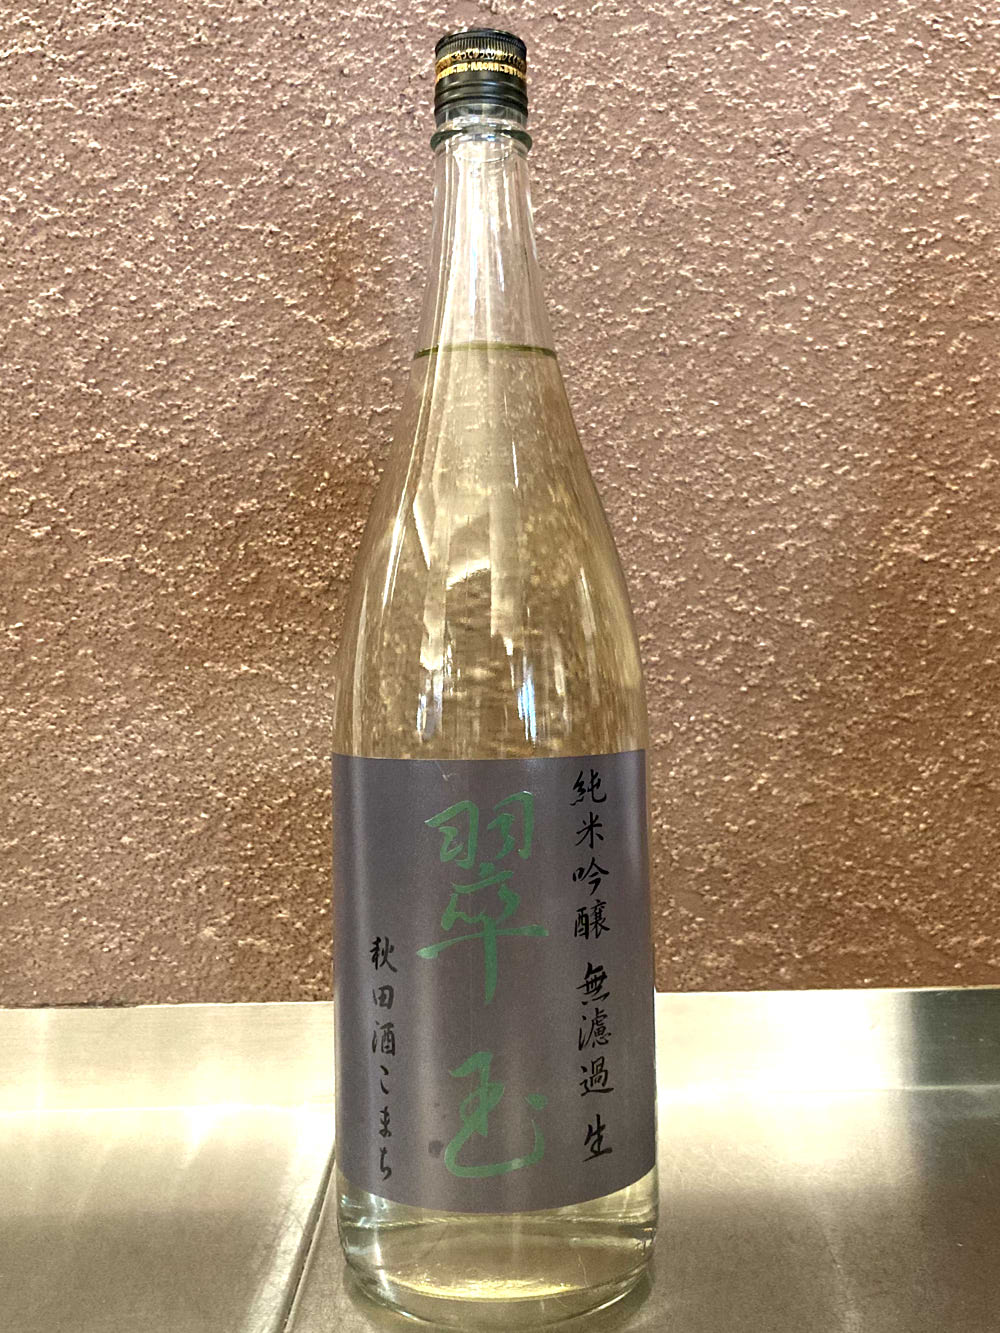 純米吟醸 無濾過 生
翠玉
秋田酒こまち